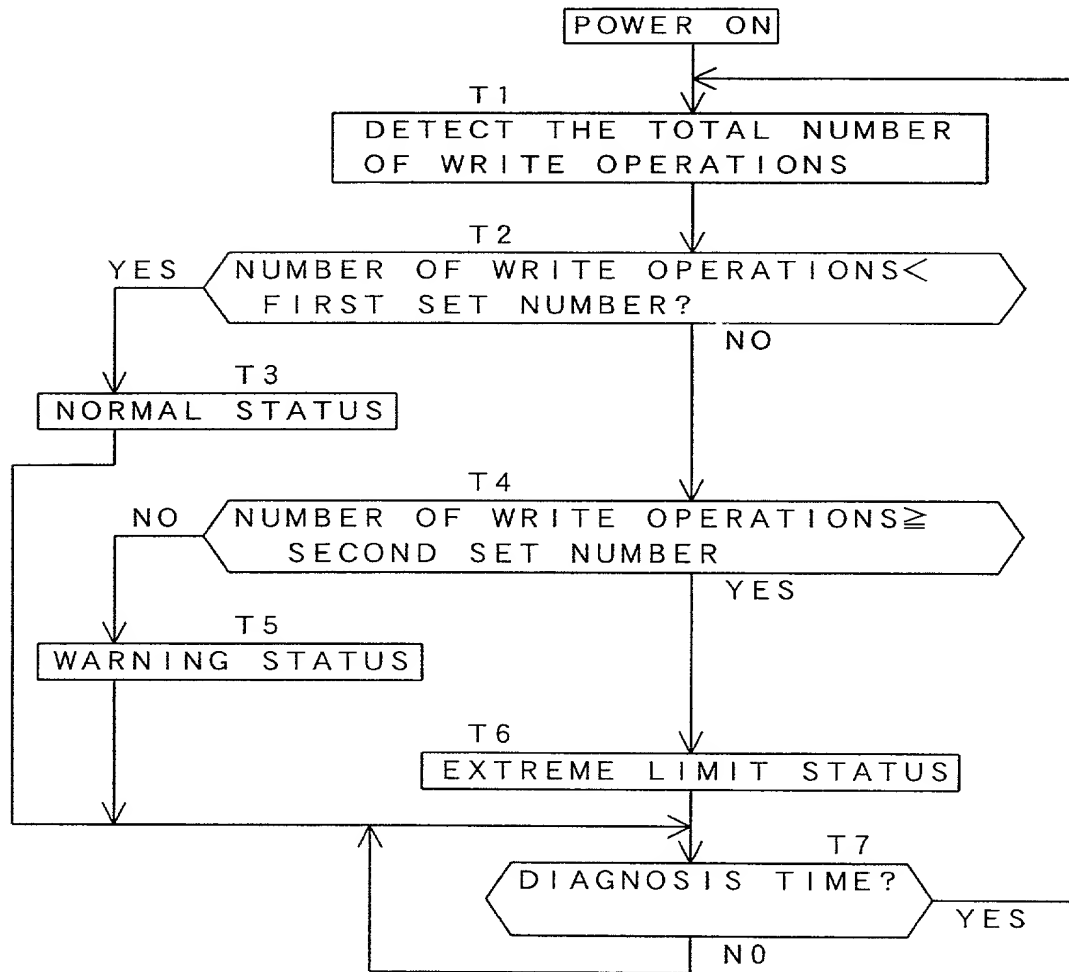 POWER ON
T1
DETECT THE TOTAL NUMBER
OF WRITE OPERATIONS
T2
YES
NUMBER OF WRITE OPERATIONS<
FIRST SET NUMBER?
NO
T3
NORMAL STATUS
T4
NO
NUMBER OF WRITE OPERATIONS≧
SECOND SET NUMBER
YES
T5
WARNING STATUS
T6
EXTREME LIMIT STATUS
T7
DIAGNOSIS TIME?
YES
NO